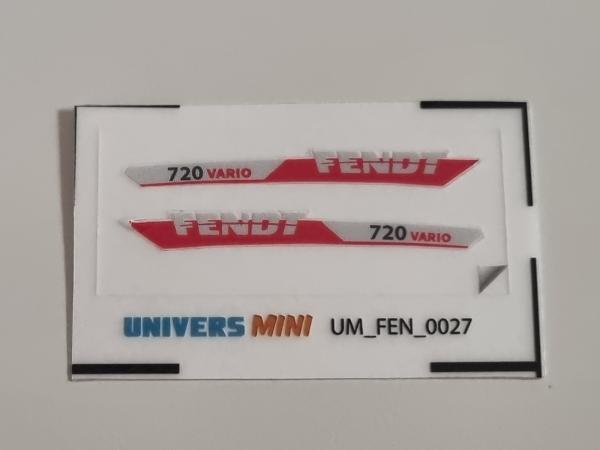 720 VARIO FENDT
FENDT 720 VARIO
UNIVERS MINI UM_FEN_0027